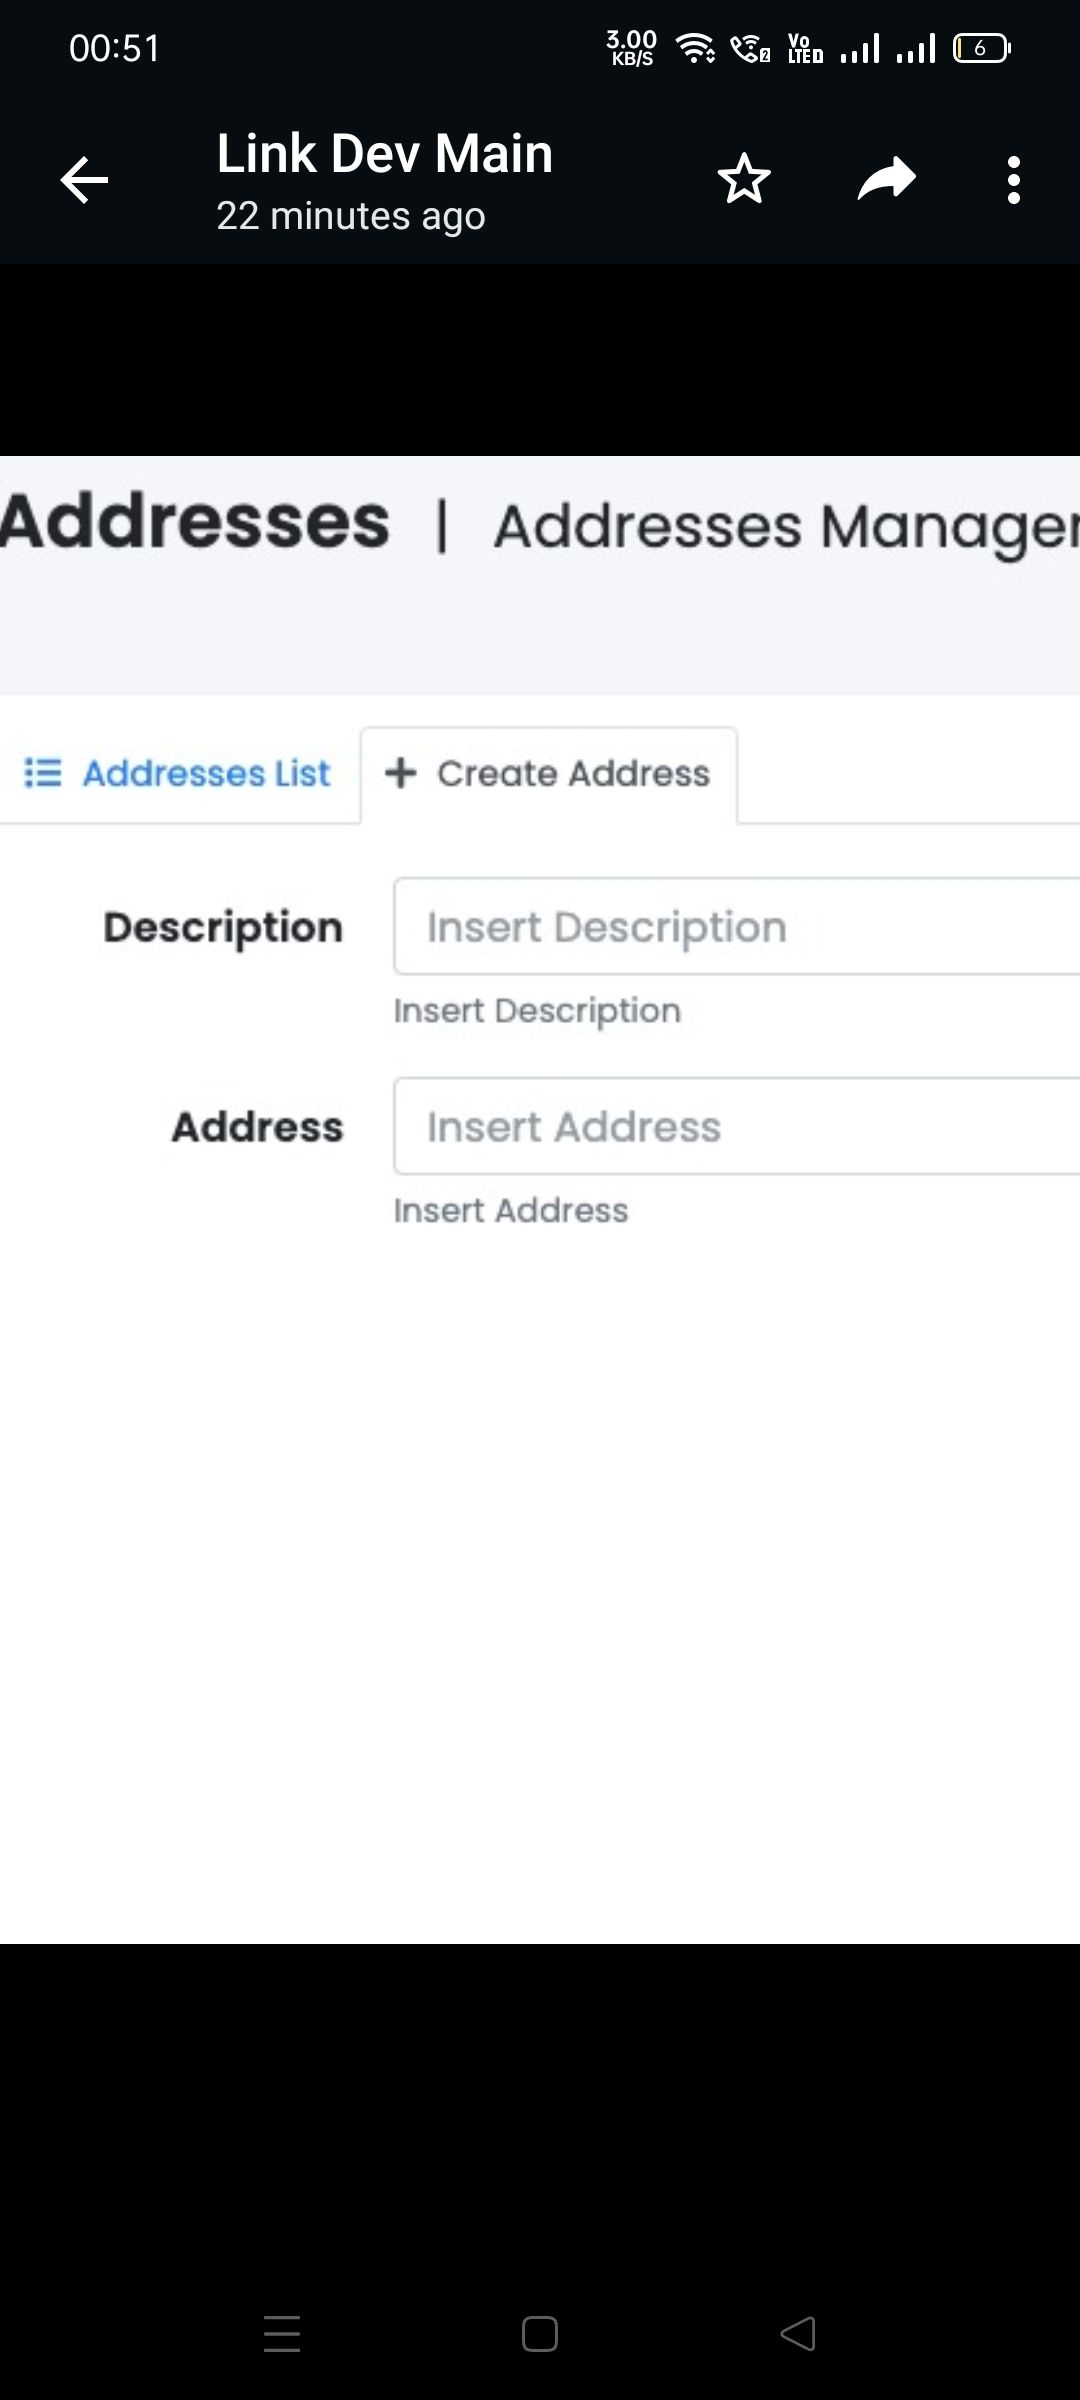 00:51
3.00
KB/S
Vo
LTE
6
Link Dev Main
22 minutes ago
Addresses | Addresses Manager
Addresses List
Create Address
Description
Insert Description
Insert Description
Address
Insert Address
Insert Address